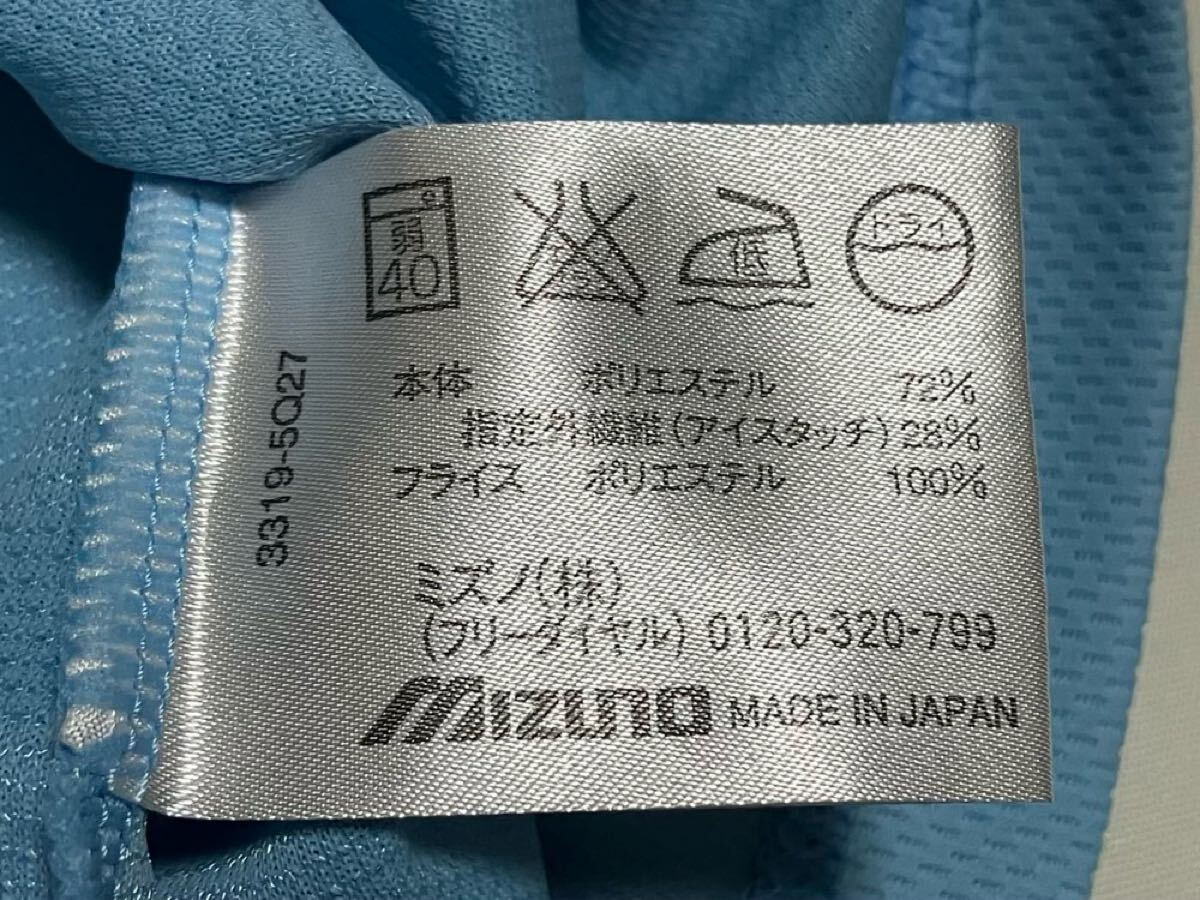 弱
40
低
ドライ
3319-5Q27
本体 ポリエステル 72%
指定外繊維(アイスタッチ)28%
フライス ポリエステル 100%
ミズノ(株)
(フリーダイヤル) 0120-320-799
MIZUNO MADE IN JAPAN